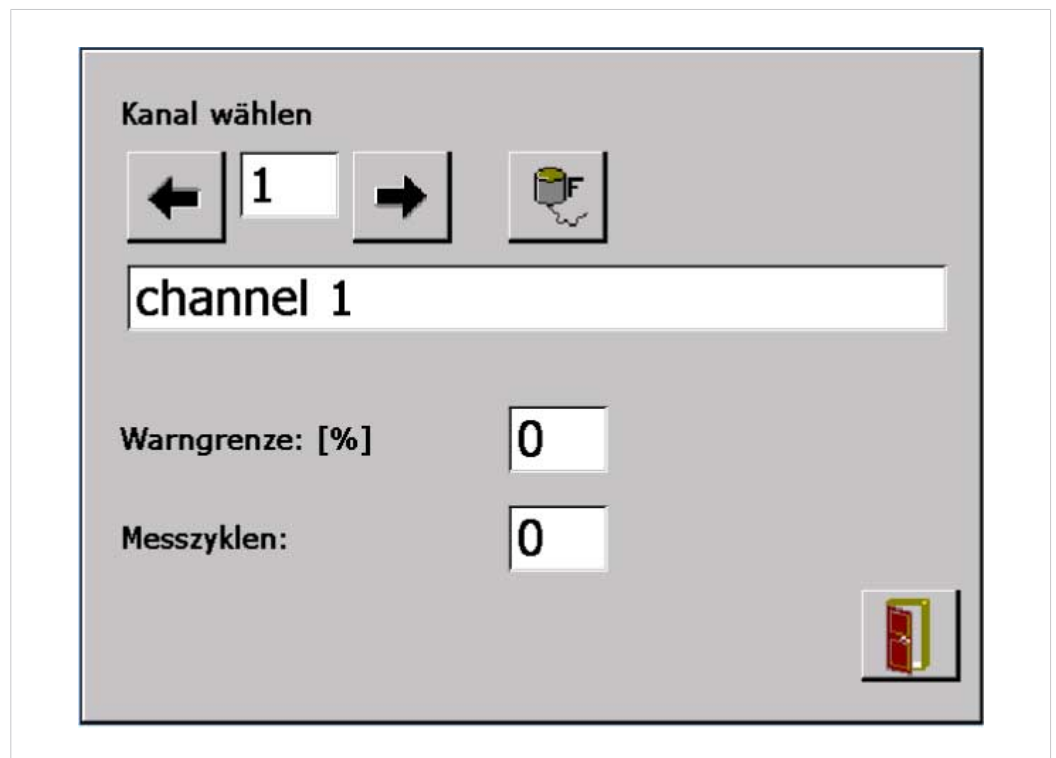 Kanal wählen
1
F
channel 1
Warngrenze: [%] 0
Messzyklen: 0